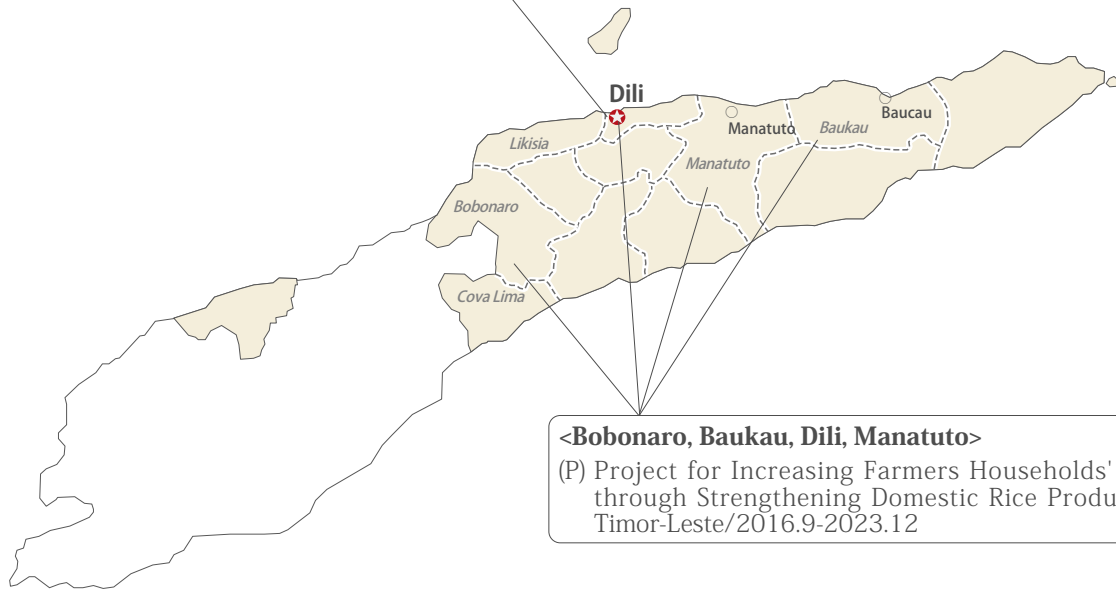 Dili
Baucau
Manatuto
Baukau
Likisia
Manatuto
Bobonaro
Cova Lima
<Bobonaro, Baukau, Dili, Manatuto>
(P) Project for Increasing Farmers Households'
through Strengthening Domestic Rice Produ
Timor-Leste/2016.9-2023.12